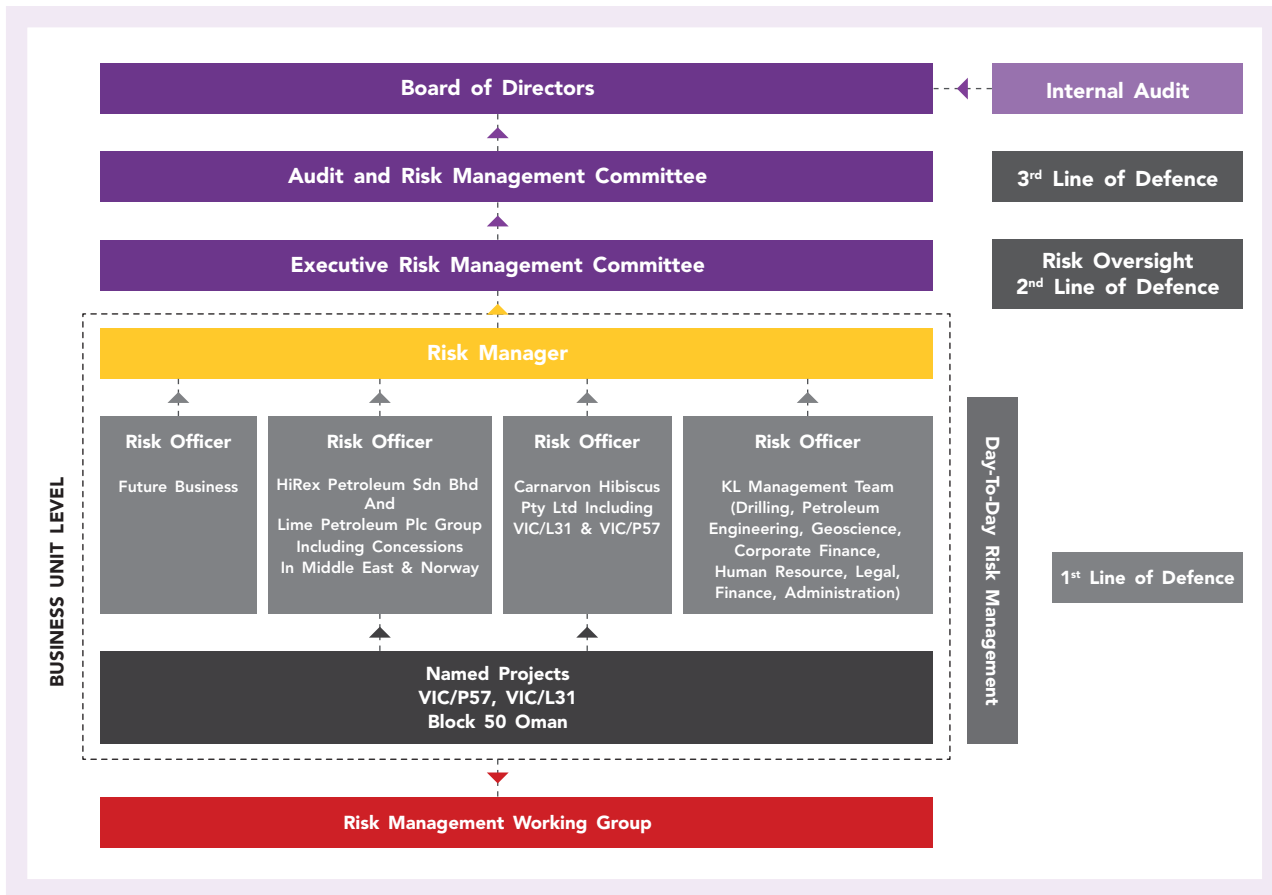 Board of Directors
Internal Audit
Audit and Risk Management Committee
3rd Line of Defence
Executive Risk Management Committee
Risk Oversight
2nd Line of Defence
Risk Manager
BUSINESS UNIT LEVEL
Risk Officer
Future Business
Risk Officer
HiRex Petroleum Sdn Bhd
And
Lime Petroleum Plc Group
Including Concessions
In Middle East & Norway
Risk Officer
Carnarvon Hibiscus
Pty Ltd Including
VIC/L31 & VIC/P57
Risk Officer
KL Management Team
(Drilling, Petroleum
Engineering, Geoscience,
Corporate Finance,
Human Resource, Legal,
Finance, Administration)
Day-To-Day Risk Management
1st Line of Defence
Named Projects
VIC/P57, VIC/L31
Block 50 Oman
Risk Management Working Group